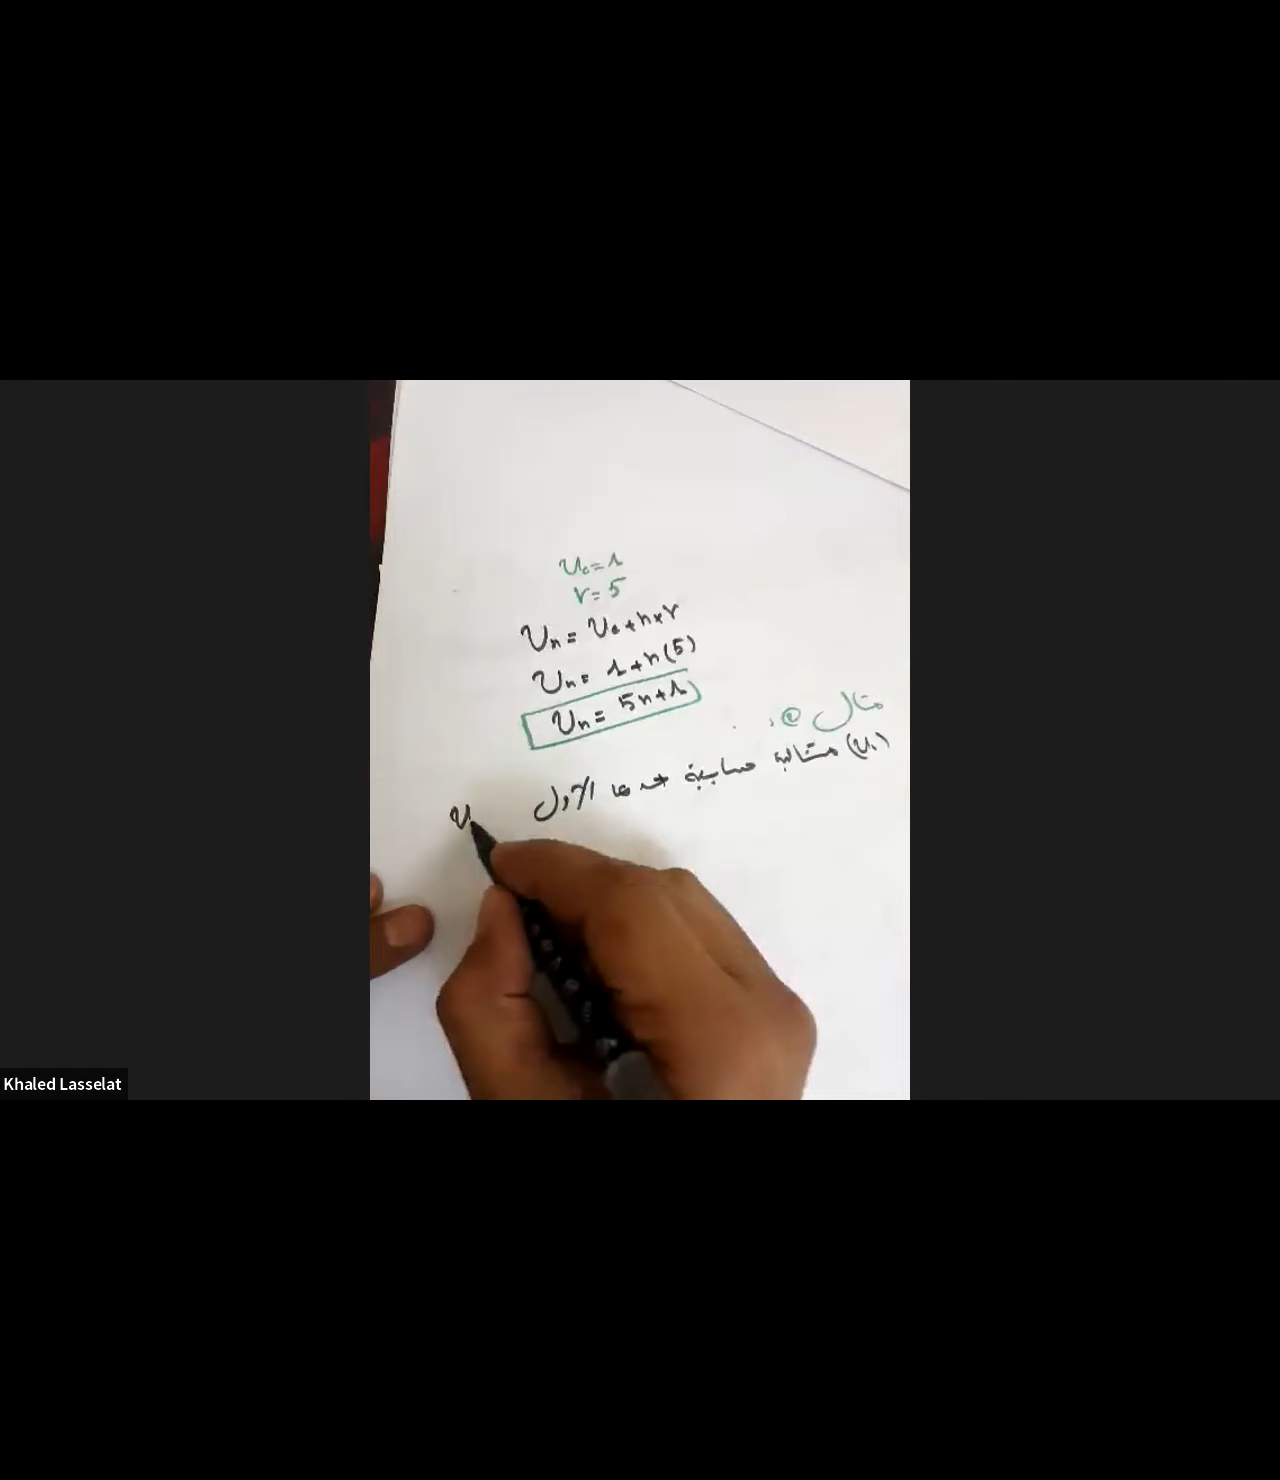 U₀ = 1
r = 5
Uₙ = U₀ + n × r
Uₙ = 1 + n(5)
Uₙ = 5n + 1
مثال ②:
(Uₙ) متتالية حسابية حدها الأول U
Khaled Lasselat